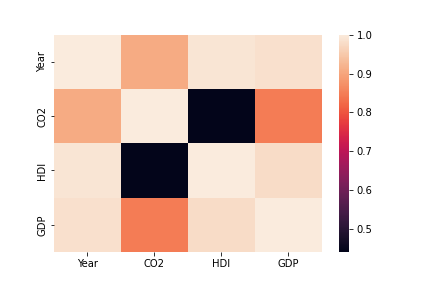 Year
CO2
HDI
GDP
Year CO2 HDI GDP
1.0
0.9
0.8
0.7
0.6
0.5